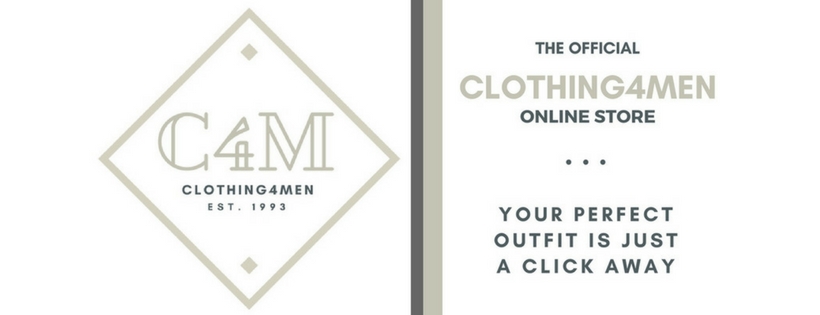 C4M
CLOTHING4MEN
EST. 1993
THE OFFICIAL
CLOTHING4MEN
ONLINE STORE
...
YOUR PERFECT
OUTFIT IS JUST
A CLICK AWAY